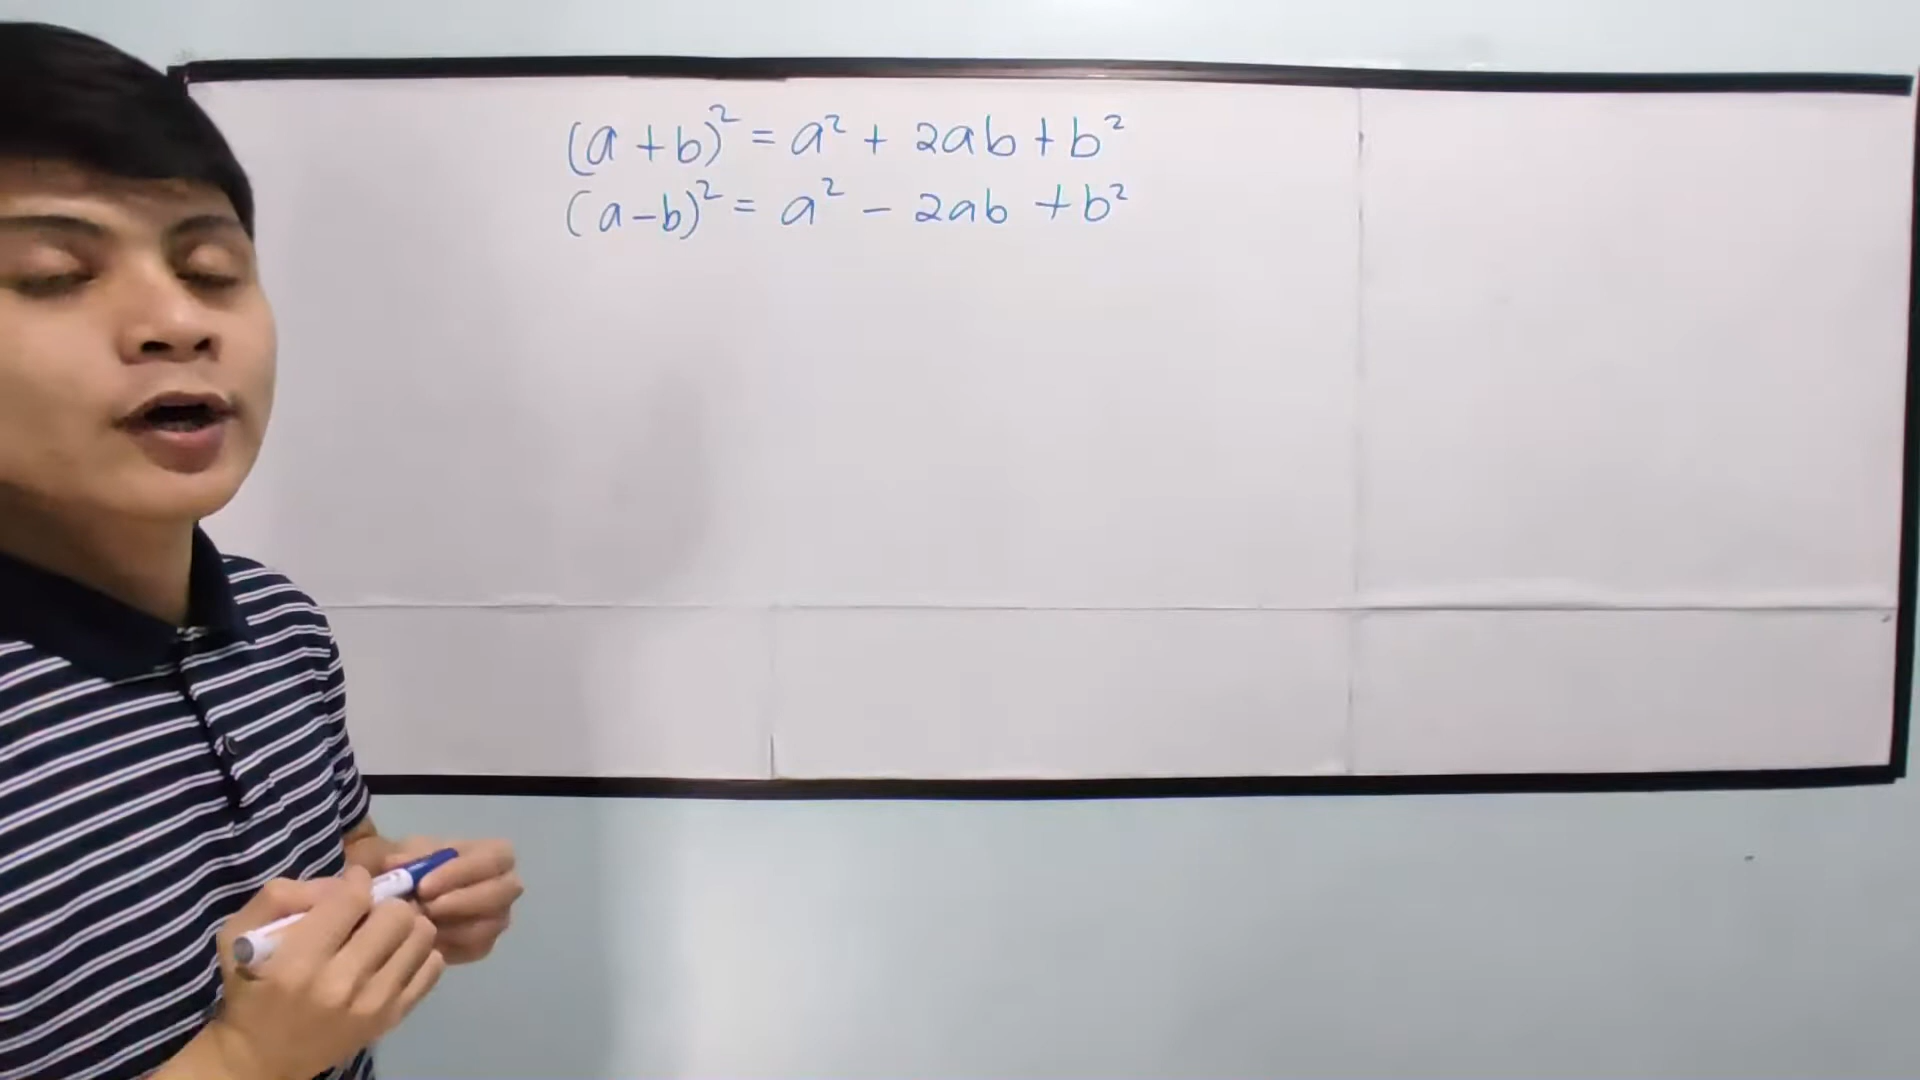 (a+b)² = a² + 2ab + b²
(a-b)² = a² - 2ab + b²